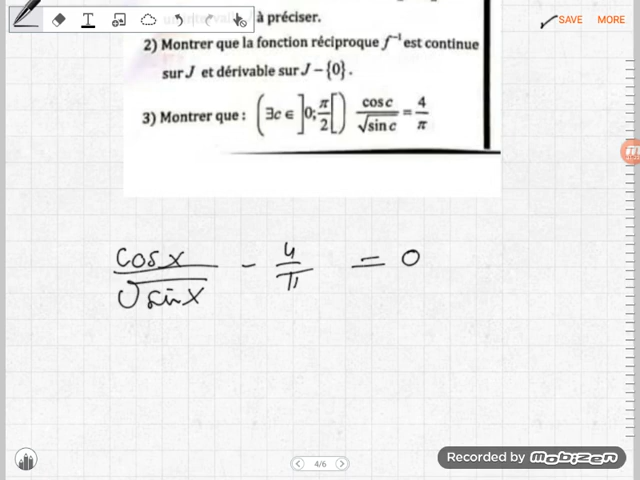 SAVE MORE
à préciser.
2) Montrer que la fonction réciproque f⁻¹ est continue
sur J et dérivable sur J – {0}.
3) Montrer que : (∃c ∈ ]0; π/2[) cos c / √sin c = 4/π
cos x / √sin x - 4/π = 0
4/6
Recorded by Mobizen